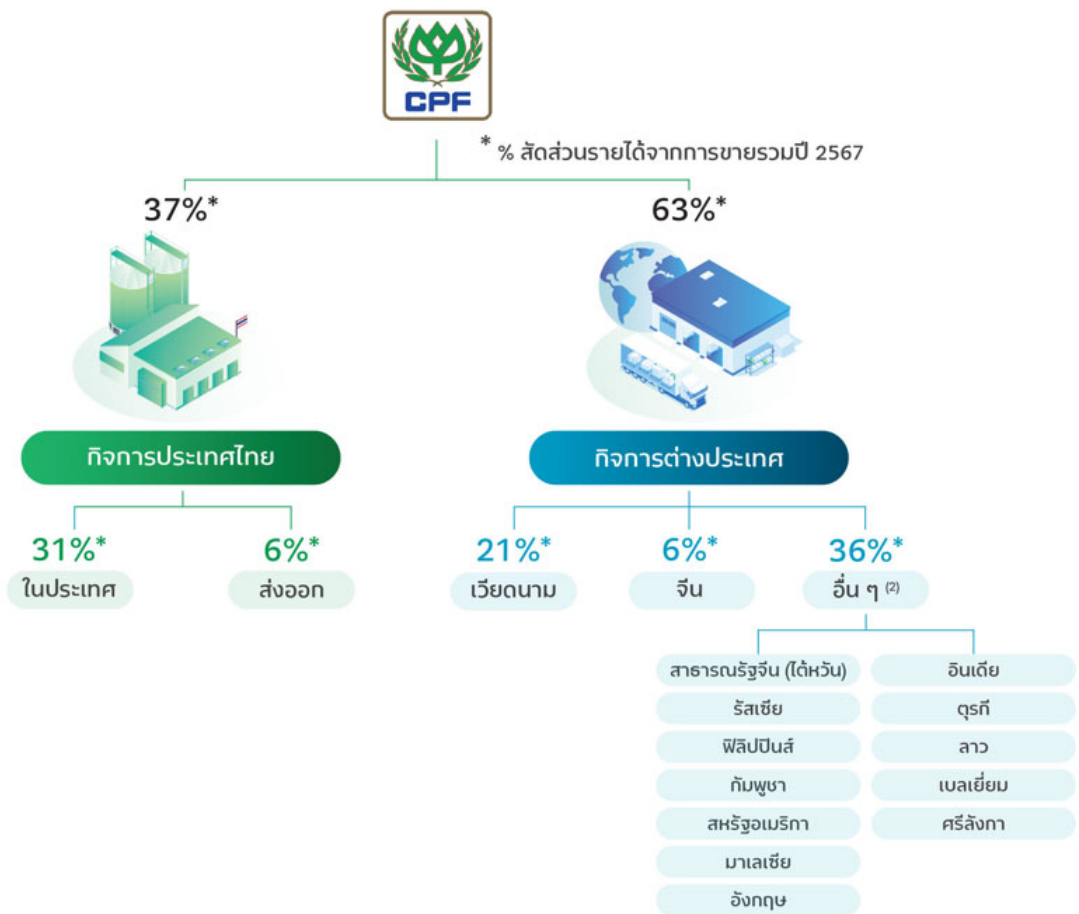 CPF
* % สัดส่วนรายได้จากการขายรวมปี 2567
37%*
63%*
กิจการประเทศไทย
กิจการต่างประเทศ
31%*
6%*
21%*
6%*
36%*
ในประเทศ
ส่งออก
เวียดนาม
จีน
อื่น ๆ (2)
สาธารณรัฐจีน (ไต้หวัน)
อินเดีย
รัสเซีย
ตุรกี
ฟิลิปปินส์
ลาว
กัมพูชา
เบลเยี่ยม
สหรัฐอเมริกา
ศรีลังกา
มาเลเซีย
อังกฤษ